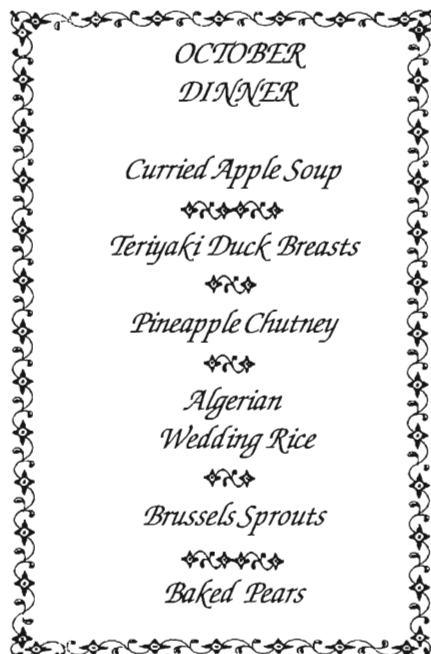 OCTOBER
DINNER
Curried Apple Soup
Teriyaki Duck Breasts
Pineapple Chutney
Algerian
Wedding Rice
Brussels Sprouts
Baked Pears